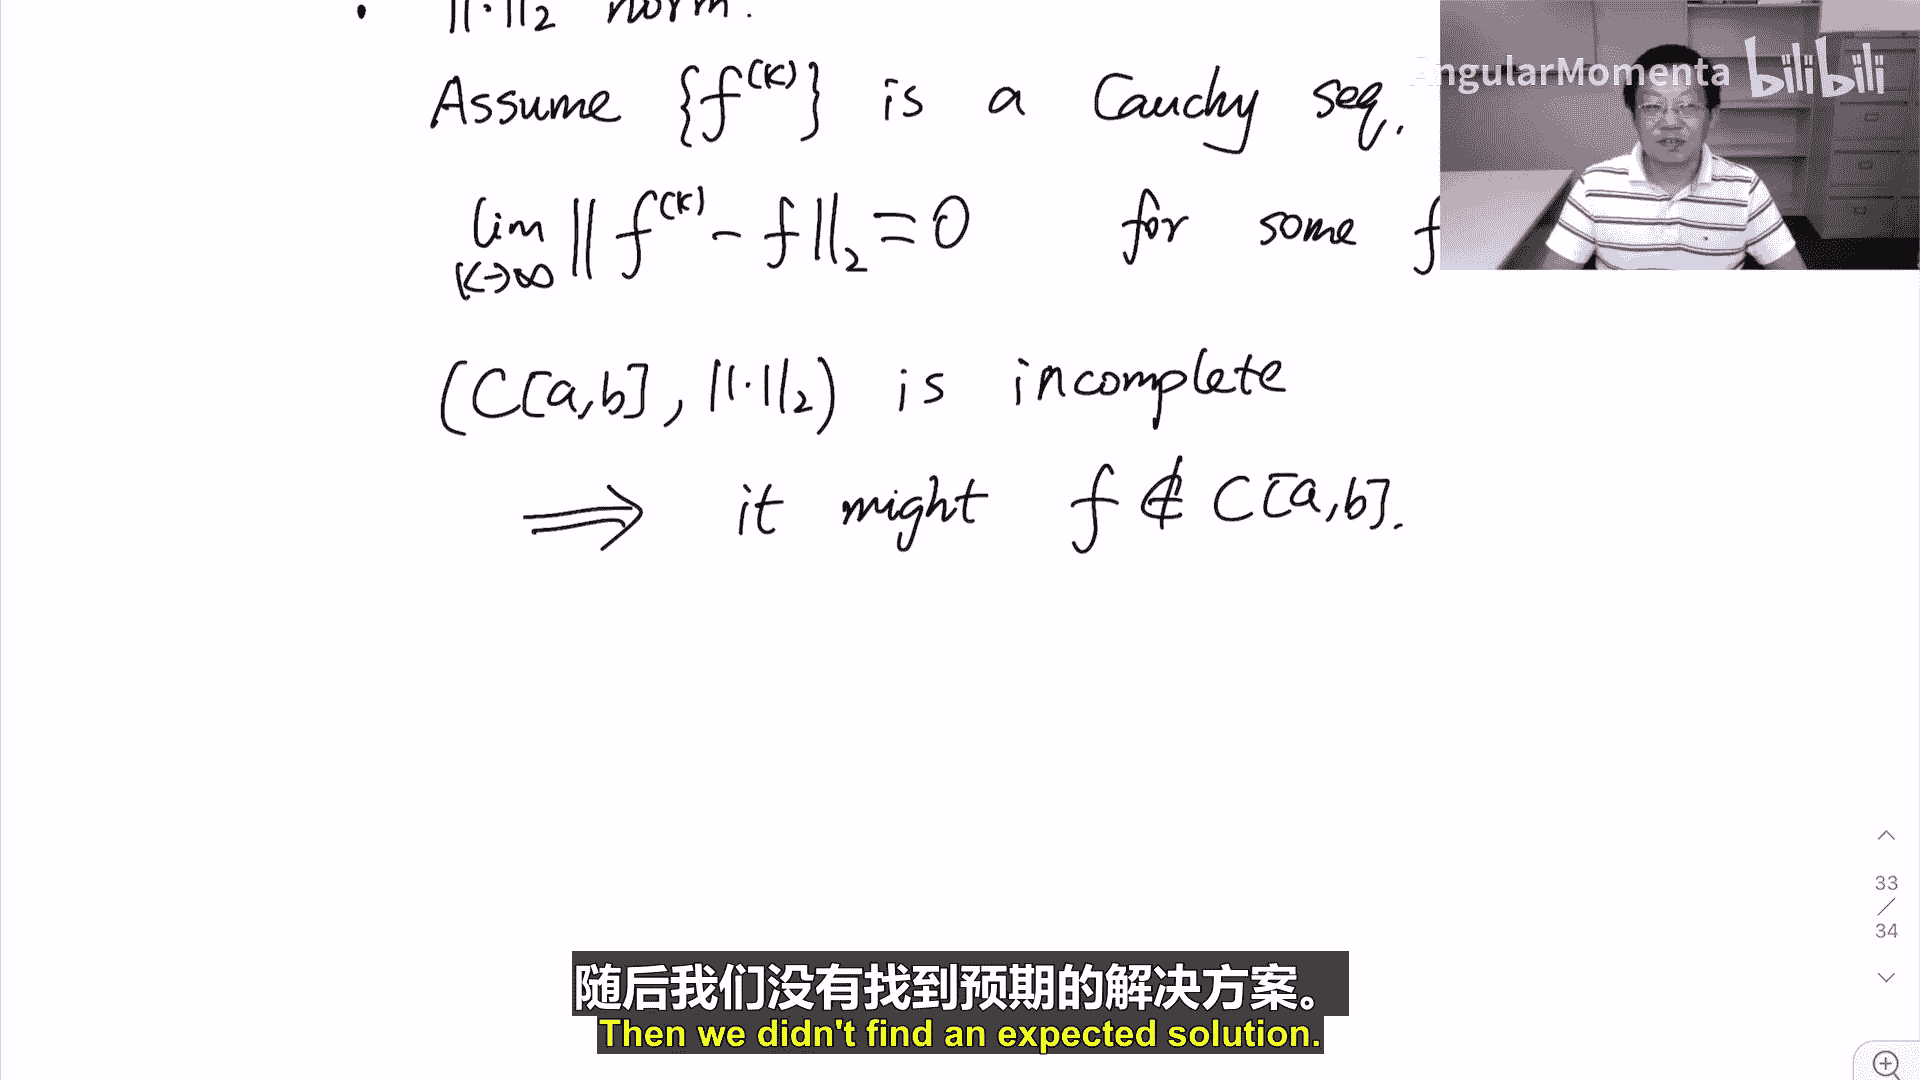 • ||·||₂ norm.
Assume {f^(K)} is a Cauchy seq.
lim K→∞ || f^(K) - f ||₂ = 0 for some f
(C[a,b], ||·||₂) is incomplete
⟹ it might f ∉ C[a,b].
AngularMomenta bilibili
33
/
34
随后我们没有找到预期的解决方案。
Then we didn't find an expected solution.